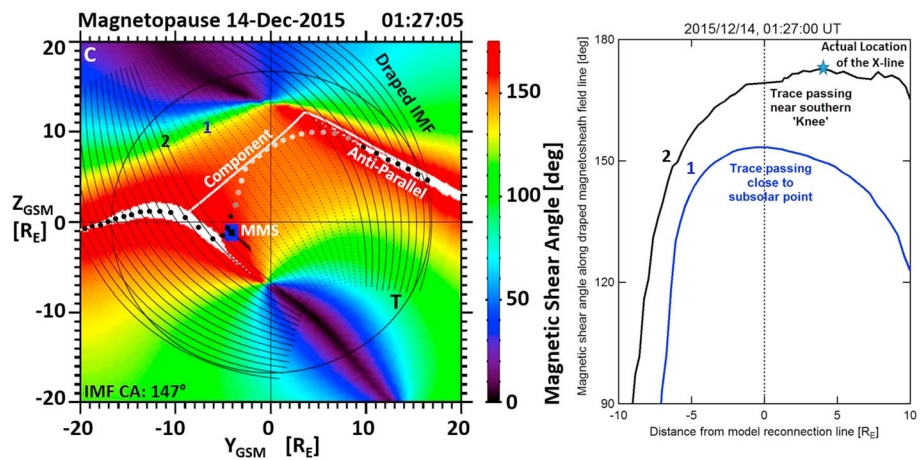 Magnetopause 14-Dec-2015 01:27:05
C
20
10
0
-10
-20
Z_GSM
[R_E]
2
1
Draped IMF
Component
Anti-Parallel
MMS
T
IMF CA: 147°
-20 -10 0 10 20
Y_GSM [R_E]
150
100
50
0
Magnetic Shear Angle [deg]
2015/12/14, 01:27:00 UT
Magnetic shear along draped magnetosheath field line [deg]
180
150
120
90
Actual Location
of the X-line
Trace passing
near southern
'Knee'
2
1
Trace passing
close to
subsolar point
-10 -5 0 5 10
Distance from model reconnection line [R_E]